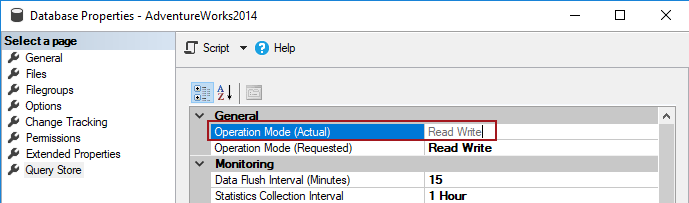 Database Properties - AdventureWorks2014
Select a page
General
Files
Filegroups
Options
Change Tracking
Permissions
Extended Properties
Query Store
Script Help
General
Operation Mode (Actual) Read Write
Operation Mode (Requested) Read Write
Monitoring
Data Flush Interval (Minutes) 15
Statistics Collection Interval 1 Hour